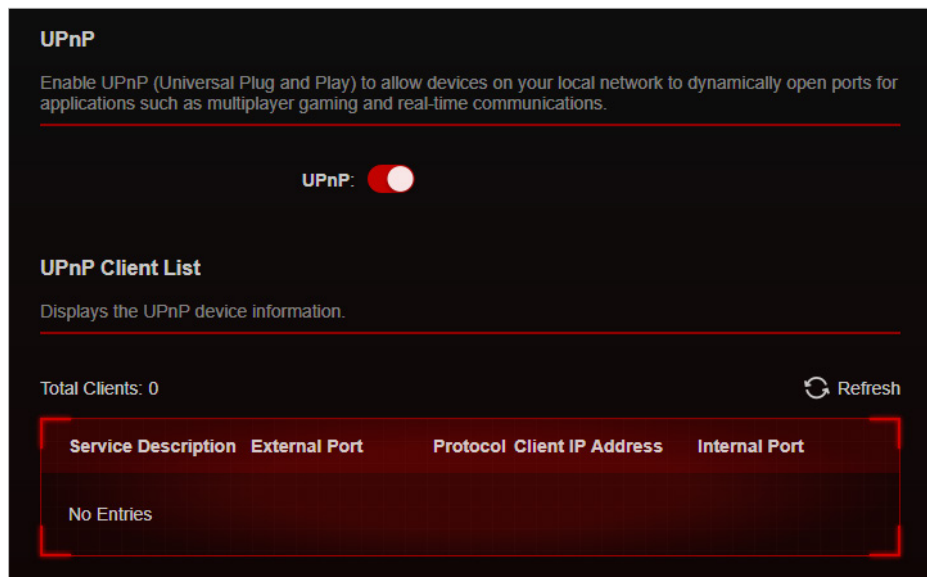 UPnP
Enable UPnP (Universal Plug and Play) to allow devices on your local network to dynamically open ports for
applications such as multiplayer gaming and real-time communications.
UPnP:
UPnP Client List
Displays the UPnP device information.
Total Clients: 0 Refresh
Service Description External Port Protocol Client IP Address Internal Port
No Entries